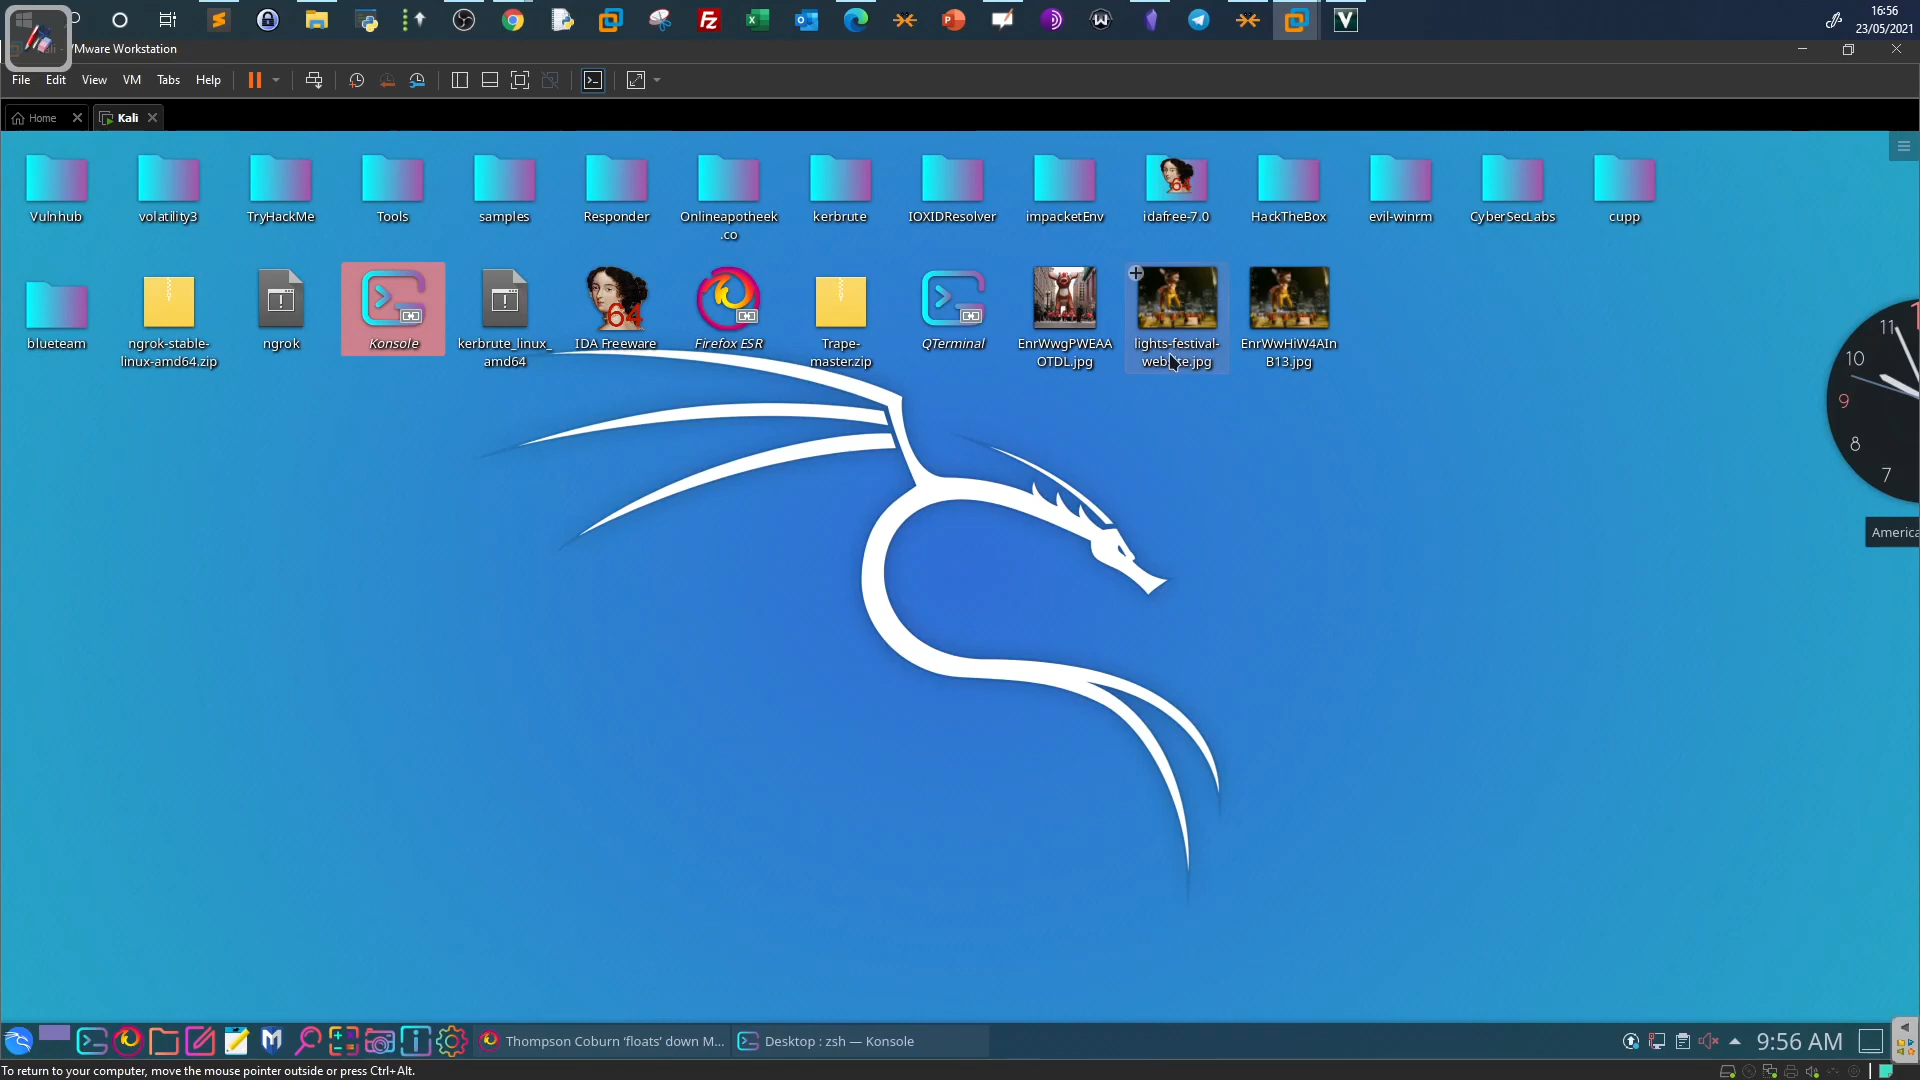 16:56
23/05/2021
VMware Workstation
File Edit View VM Tabs Help
Home Kali
Vulnhub volatility3 TryHackMe Tools samples Responder Onlineapotheek kerbrute IOXIDResolver impacketEnv idafree-7.0 HackTheBox evil-winrm CyberSecLabs cupp
.co
blueteam ngrok-stable- ngrok Konsole kerbrute_linux_ IDA Freeware Firefox ESR Trape- QTerminal EnrWwgPWEAA lights-festival- EnrWwHiW4AIn
linux-amd64.zip amd64 master.zip OTDL.jpg B13.jpg
64
11
10
9
8
7
America
Thompson Coburn 'floats' down M... Desktop : zsh — Konsole 9:56 AM
To return to your computer, move the mouse pointer outside or press Ctrl+Alt.